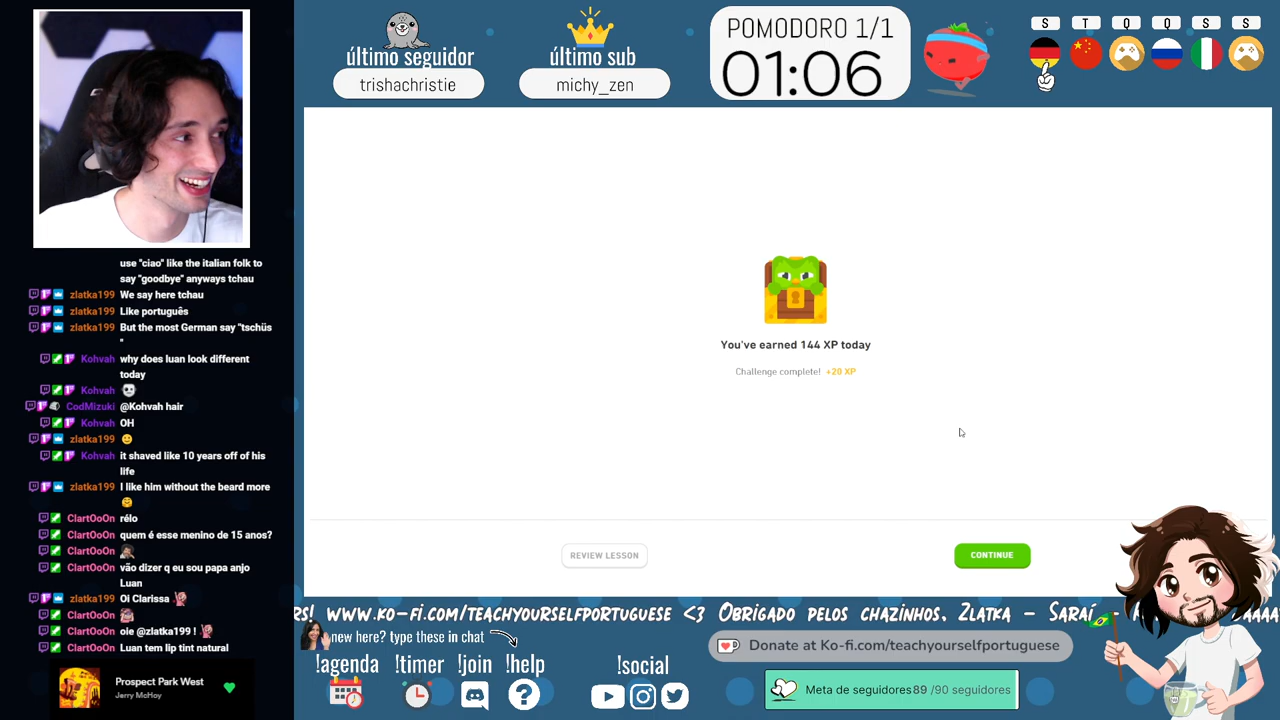 último seguidor
trishachristie
último sub
michy_zen
POMODORO 1/1
01:06
S T Q Q S S
use "ciao" like the italian folk to
say "goodbye" anyways tchau
zlatka199 We say here tchau
zlatka199 Like português
zlatka199 But the most German say "tschüs
"
Kohvah why does luan look different
today
Kohvah
CodMizuki @Kohvah hair
Kohvah OH
zlatka199
Kohvah it shaved like 10 years off of his
life
zlatka199 I like him without the beard more
ClartOoOn rélo
ClartOoOn quem é esse menino de 15 anos?
ClartOoOn
ClartOoOn vão dizer q eu sou papa anjo
Luan
zlatka199 Oi Clarissa
ClartOoOn
ClartOoOn ole @zlatka199 !
ClartOoOn Luan tem lip tint natural
Prospect Park West
Jerry McHoy
You've earned 144 XP today
Challenge complete! +20 XP
REVIEW LESSON
CONTINUE
RS! www.ko-fi.com/teachyourselfportuguese <3 Obrigado pelos chazinhos, Zlatka - Saraí
new here? type these in chat
Donate at Ko-fi.com/teachyourselfportuguese
!agenda !timer !join !help !social
Meta de seguidores 89 /90 seguidores